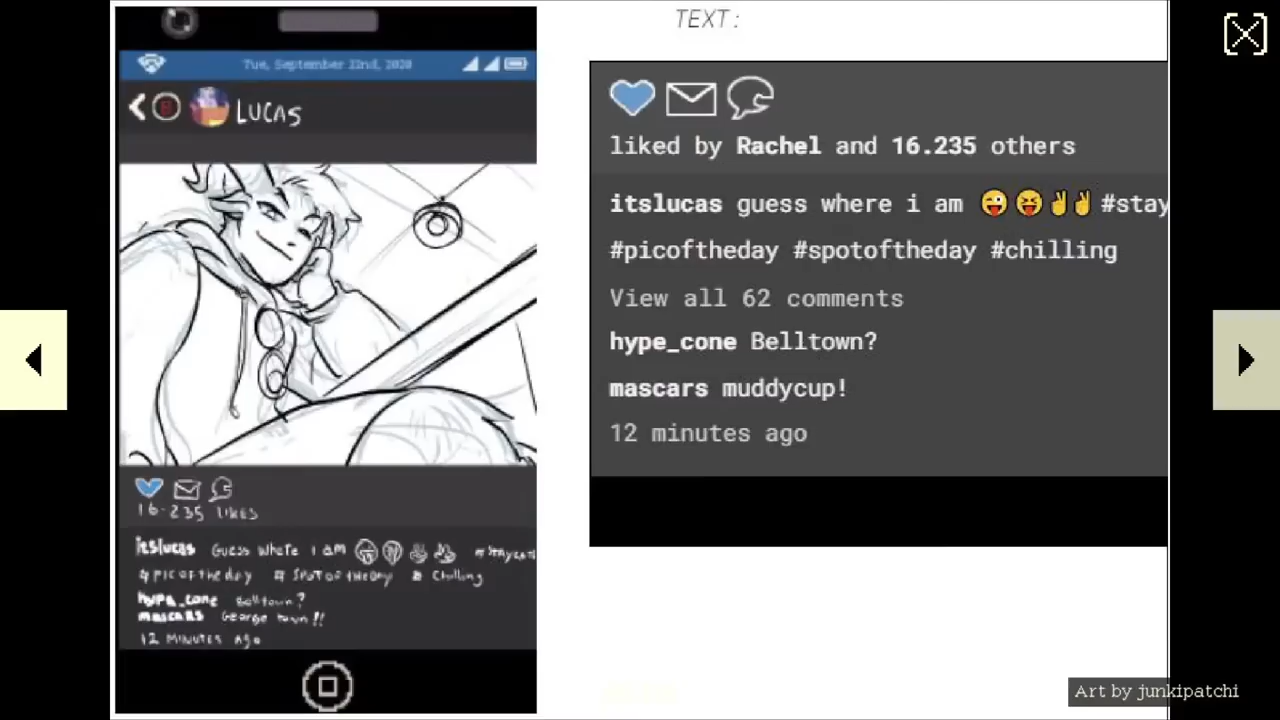 Tue, September 22nd, 2020
LUCAS
16.235 LIKES
itslucas Guess where i am #staycati
#picoftheday #spotoftheday #chilling
hype_cone Belltown?
mascars Georgetown!!
12 minutes ago
TEXT:
liked by Rachel and 16.235 others
itslucas guess where i am 😜😝✌✌ #stay
#picoftheday #spotoftheday #chilling
View all 62 comments
hype_cone Belltown?
mascars muddycup!
12 minutes ago
Art by junkipatchi